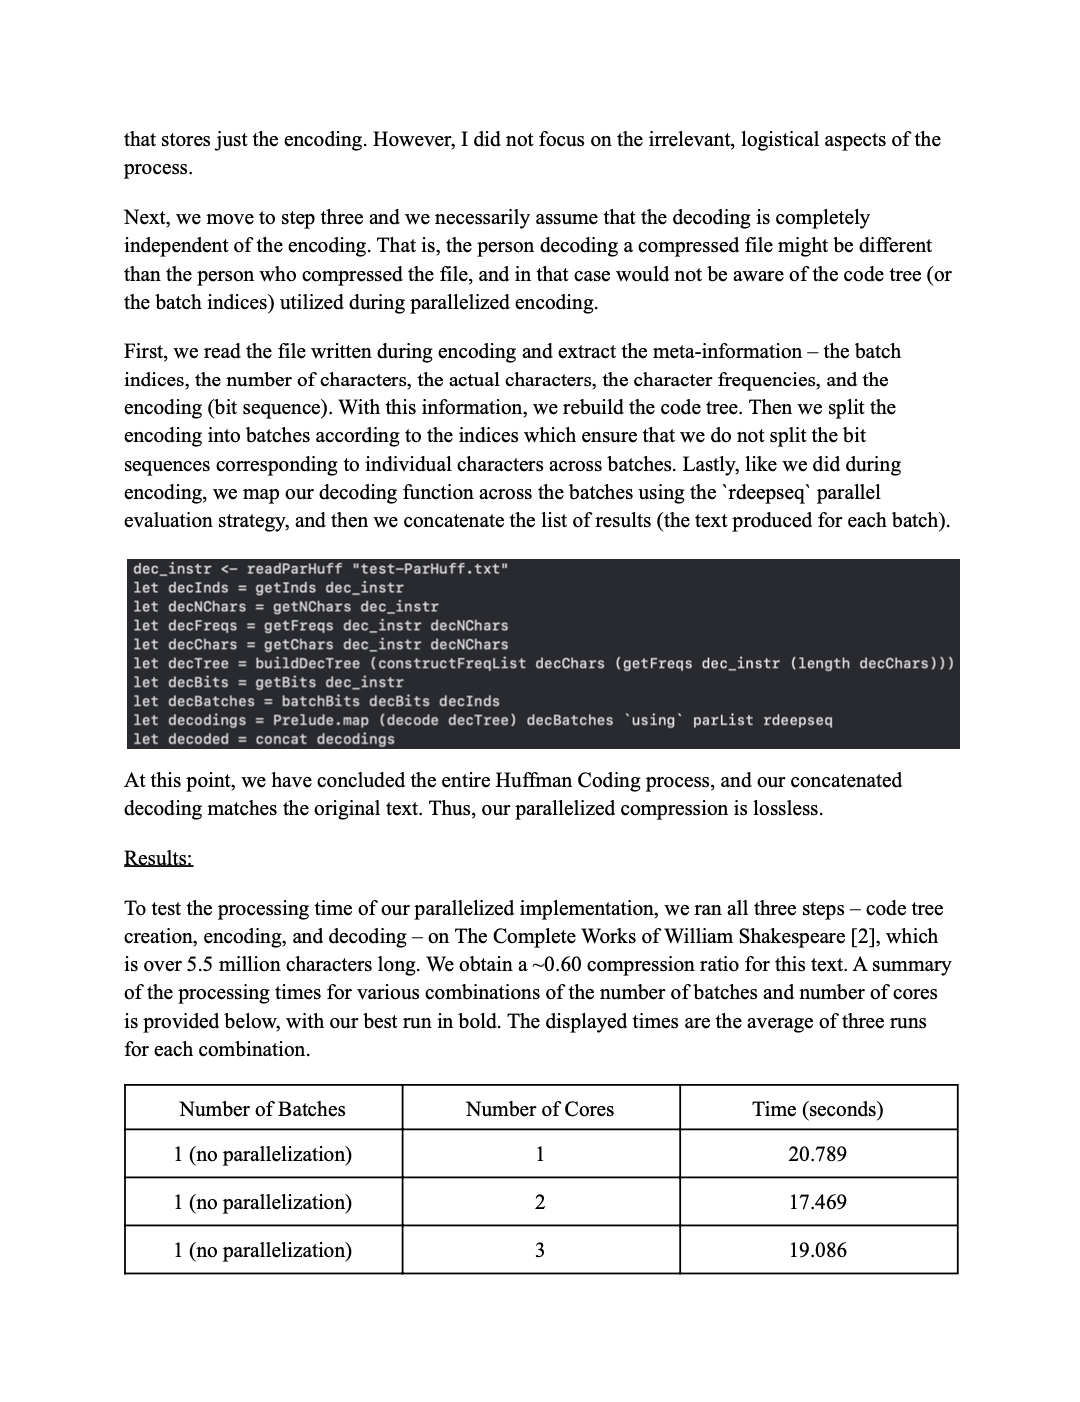 that stores just the encoding. However, I did not focus on the irrelevant, logistical aspects of the
process.
Next, we move to step three and we necessarily assume that the decoding is completely
independent of the encoding. That is, the person decoding a compressed file might be different
than the person who compressed the file, and in that case would not be aware of the code tree (or
the batch indices) utilized during parallelized encoding.
First, we read the file written during encoding and extract the meta-information – the batch
indices, the number of characters, the actual characters, the character frequencies, and the
encoding (bit sequence). With this information, we rebuild the code tree. Then we split the
encoding into batches according to the indices which ensure that we do not split the bit
sequences corresponding to individual characters across batches. Lastly, like we did during
encoding, we map our decoding function across the batches using the `rdeepseq` parallel
evaluation strategy, and then we concatenate the list of results (the text produced for each batch).
dec_instr <- readParHuff "test-ParHuff.txt"
let decInds = getInds dec_instr
let decNChars = getNChars dec_instr
let decFreqs = getFreqs dec_instr decNChars
let decChars = getChars dec_instr decNChars
let decTree = buildDecTree (constructFreqList decChars (getFreqs dec_instr (length decChars)))
let decBits = getBits dec_instr
let decBatches = batchBits decBits decInds
let decodings = Prelude.map (decode decTree) decBatches `using` parList rdeepseq
let decoded = concat decodings
At this point, we have concluded the entire Huffman Coding process, and our concatenated
decoding matches the original text. Thus, our parallelized compression is lossless.
Results:
To test the processing time of our parallelized implementation, we ran all three steps – code tree
creation, encoding, and decoding – on The Complete Works of William Shakespeare [2], which
is over 5.5 million characters long. We obtain a ~0.60 compression ratio for this text. A summary
of the processing times for various combinations of the number of batches and number of cores
is provided below, with our best run in bold. The displayed times are the average of three runs
for each combination.
Number of Batches Number of Cores Time (seconds)
1 (no parallelization) 1 20.789
1 (no parallelization) 2 17.469
1 (no parallelization) 3 19.086